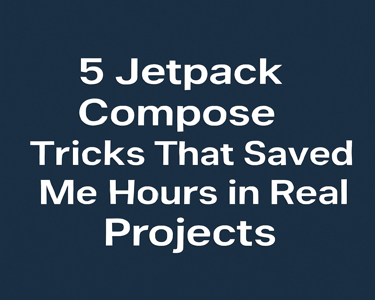 5 Jetpack
Compose
Tricks That Saved
Me Hours in Real
Projects